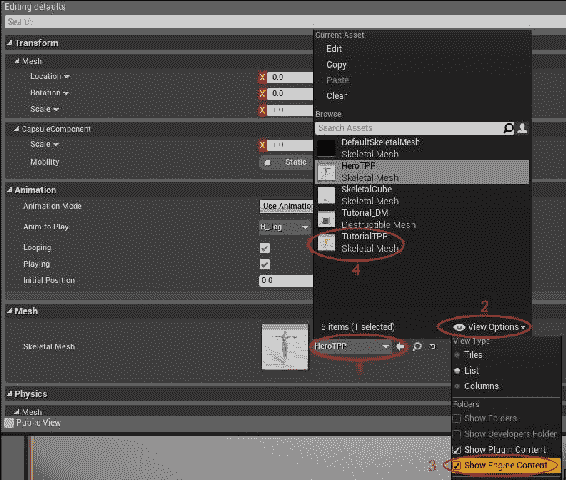 Editing defaults
Search
Transform
Mesh
Location
0.0
Rotation
0.0
Scale
0.0
CapsuleComponent
Scale
0.0
Mobility
Static
Animation
Animation Mode
Use Animation
Anim to Play
Looping
Playing
Initial Position
0.0
Mesh
Skeletal Mesh
HeroTPP
1
Physics
Mesh
Public View
Current Asset
Edit
Copy
Paste
Clear
Browse
Search Assets
DefaultSkeletalMesh
Skeletal Mesh
HeroTPP
Skeletal Mesh
SkeletalCube
Skeletal Mesh
Tutorial_DM
Destructible Mesh
TutorialTPP
Skeletal Mesh
4
2
5 items (1 selected)
View Options
View Type
Tiles
List
Columns
Folders
Show Folders
Show Developers Folder
Show Plugin Content
3
Show Engine Content